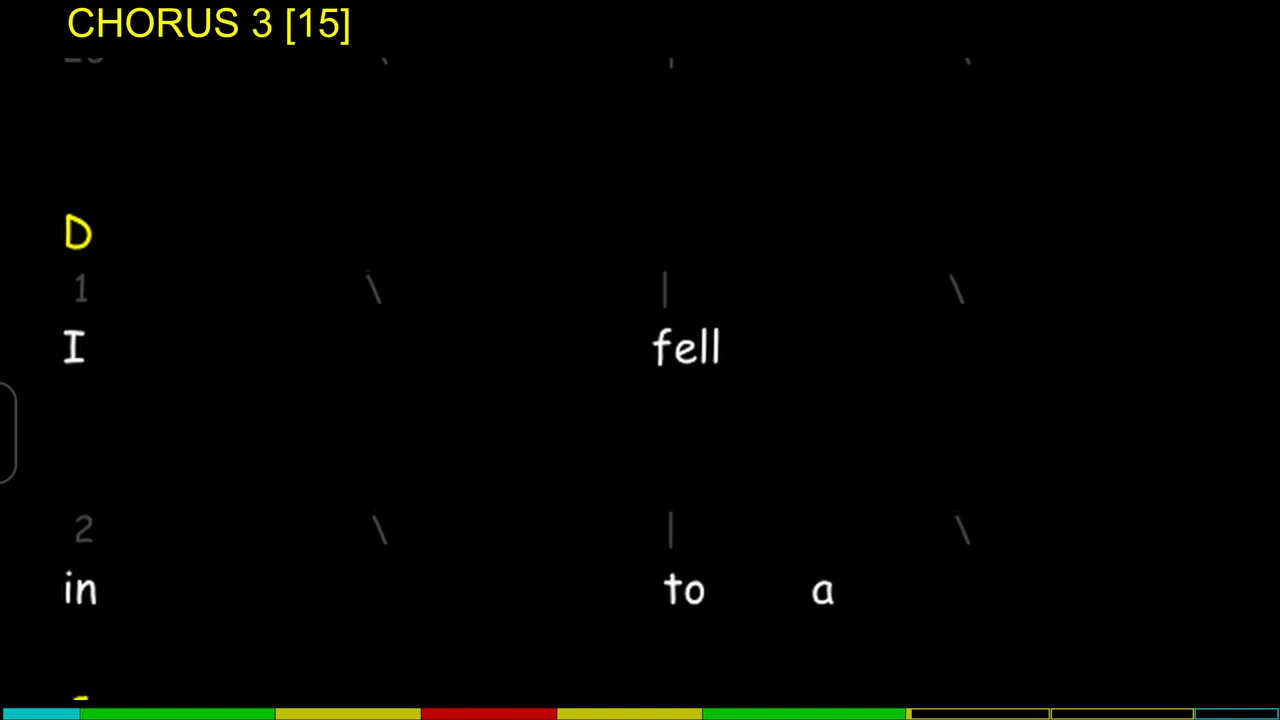 CHORUS 3 [15]
D
1 \ | \
I fell
2 \ | \
in to a